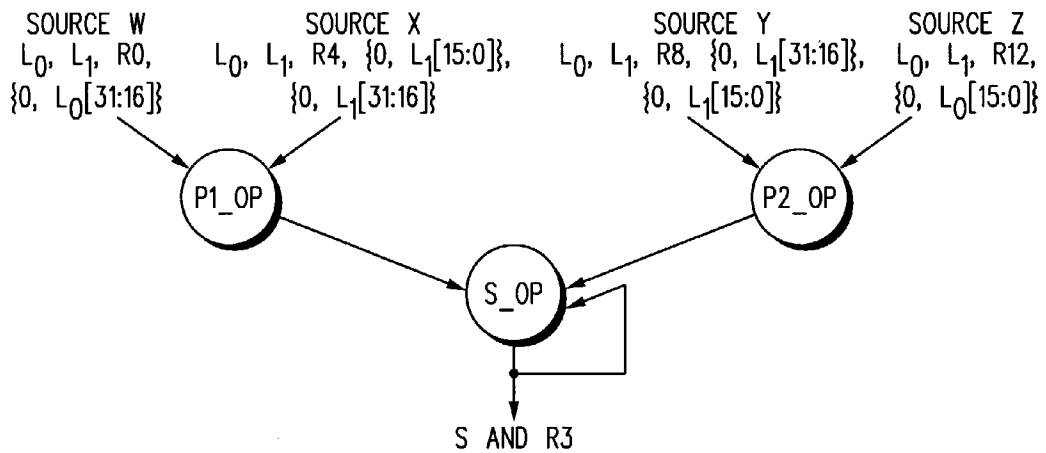 SOURCE W
L₀, L₁, R0,
{0, L₀[31:16]}
SOURCE X
L₀, L₁, R4, {0, L₁[15:0]},
{0, L₁[31:16]}
SOURCE Y
L₀, L₁, R8, {0, L₁[31:16]},
{0, L₁[15:0]}
SOURCE Z
L₀, L₁, R12,
{0, L₀[15:0]}
P1_OP
P2_OP
S_OP
S AND R3